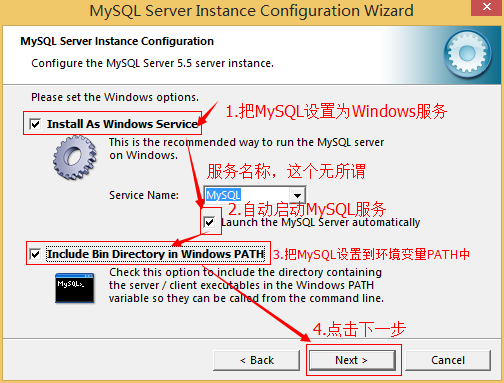 MySQL Server Instance Configuration Wizard
MySQL Server Instance Configuration
Configure the MySQL Server 5.5 server instance.
Please set the Windows options.
1.把MySQL设置为Windows服务
Install As Windows Service
This is the recommended way to run the MySQL server
on Windows.
服务名称，这个无所谓
Service Name:
MySQL
2.自动启动MySQL服务
Launch the MySQL Server automatically
Include Bin Directory in Windows PATH
3.把MySQL设置到环境变量PATH中
Check this option to include the directory containing
the server / client executables in the Windows PATH
variable so they can be called from the command line.
MySQL>_
4.点击下一步
< Back
Next >
Cancel